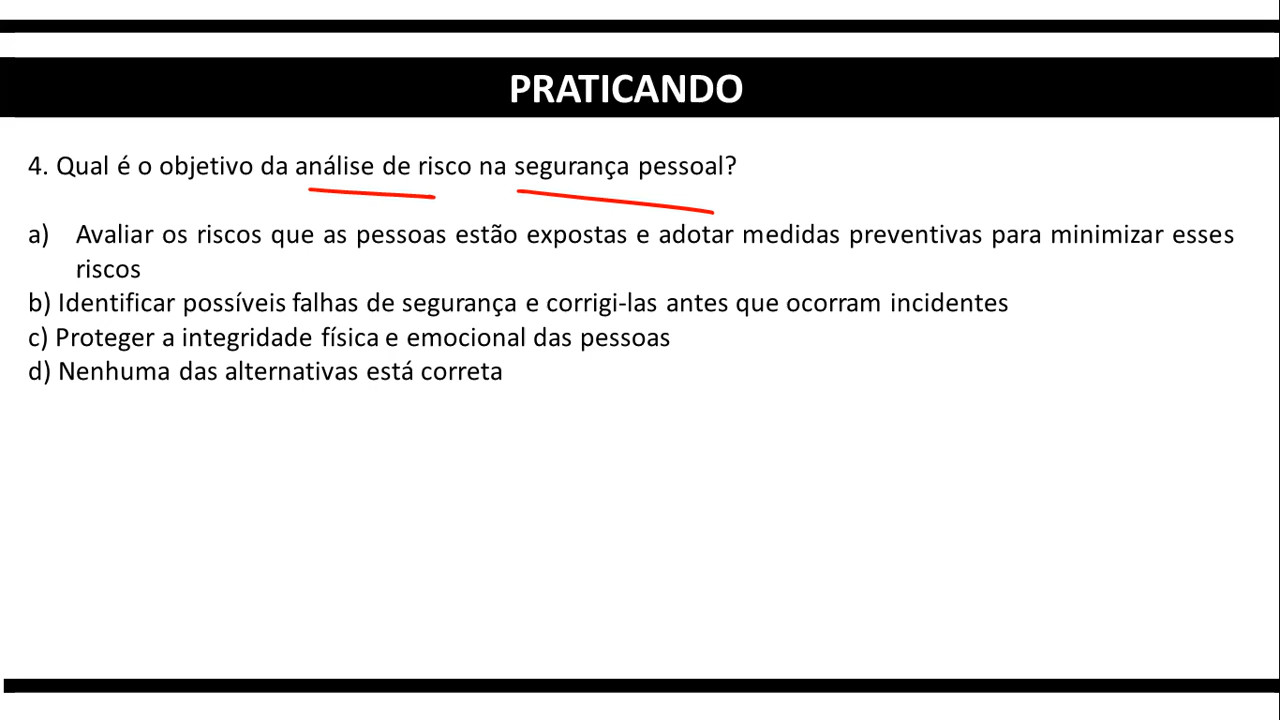 PRATICANDO
4. Qual é o objetivo da análise de risco na segurança pessoal?
a) Avaliar os riscos que as pessoas estão expostas e adotar medidas preventivas para minimizar esses
riscos
b) Identificar possíveis falhas de segurança e corrigi-las antes que ocorram incidentes
c) Proteger a integridade física e emocional das pessoas
d) Nenhuma das alternativas está correta